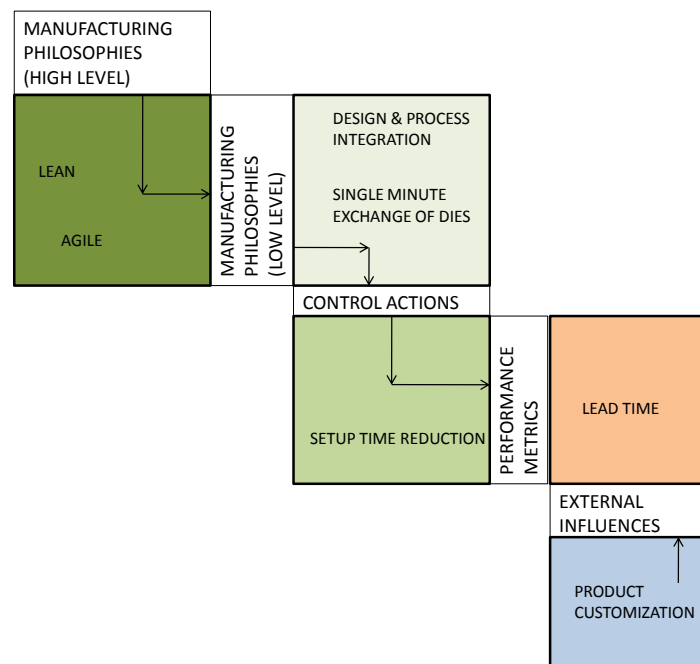 MANUFACTURING
PHILOSOPHIES
(HIGH LEVEL)
LEAN
AGILE
MANUFACTURING
PHILOSOPHIES
(LOW LEVEL)
DESIGN & PROCESS
INTEGRATION
SINGLE MINUTE
EXCHANGE OF DIES
CONTROL ACTIONS
SETUP TIME REDUCTION
PERFORMANCE
METRICS
LEAD TIME
EXTERNAL
INFLUENCES
PRODUCT
CUSTOMIZATION